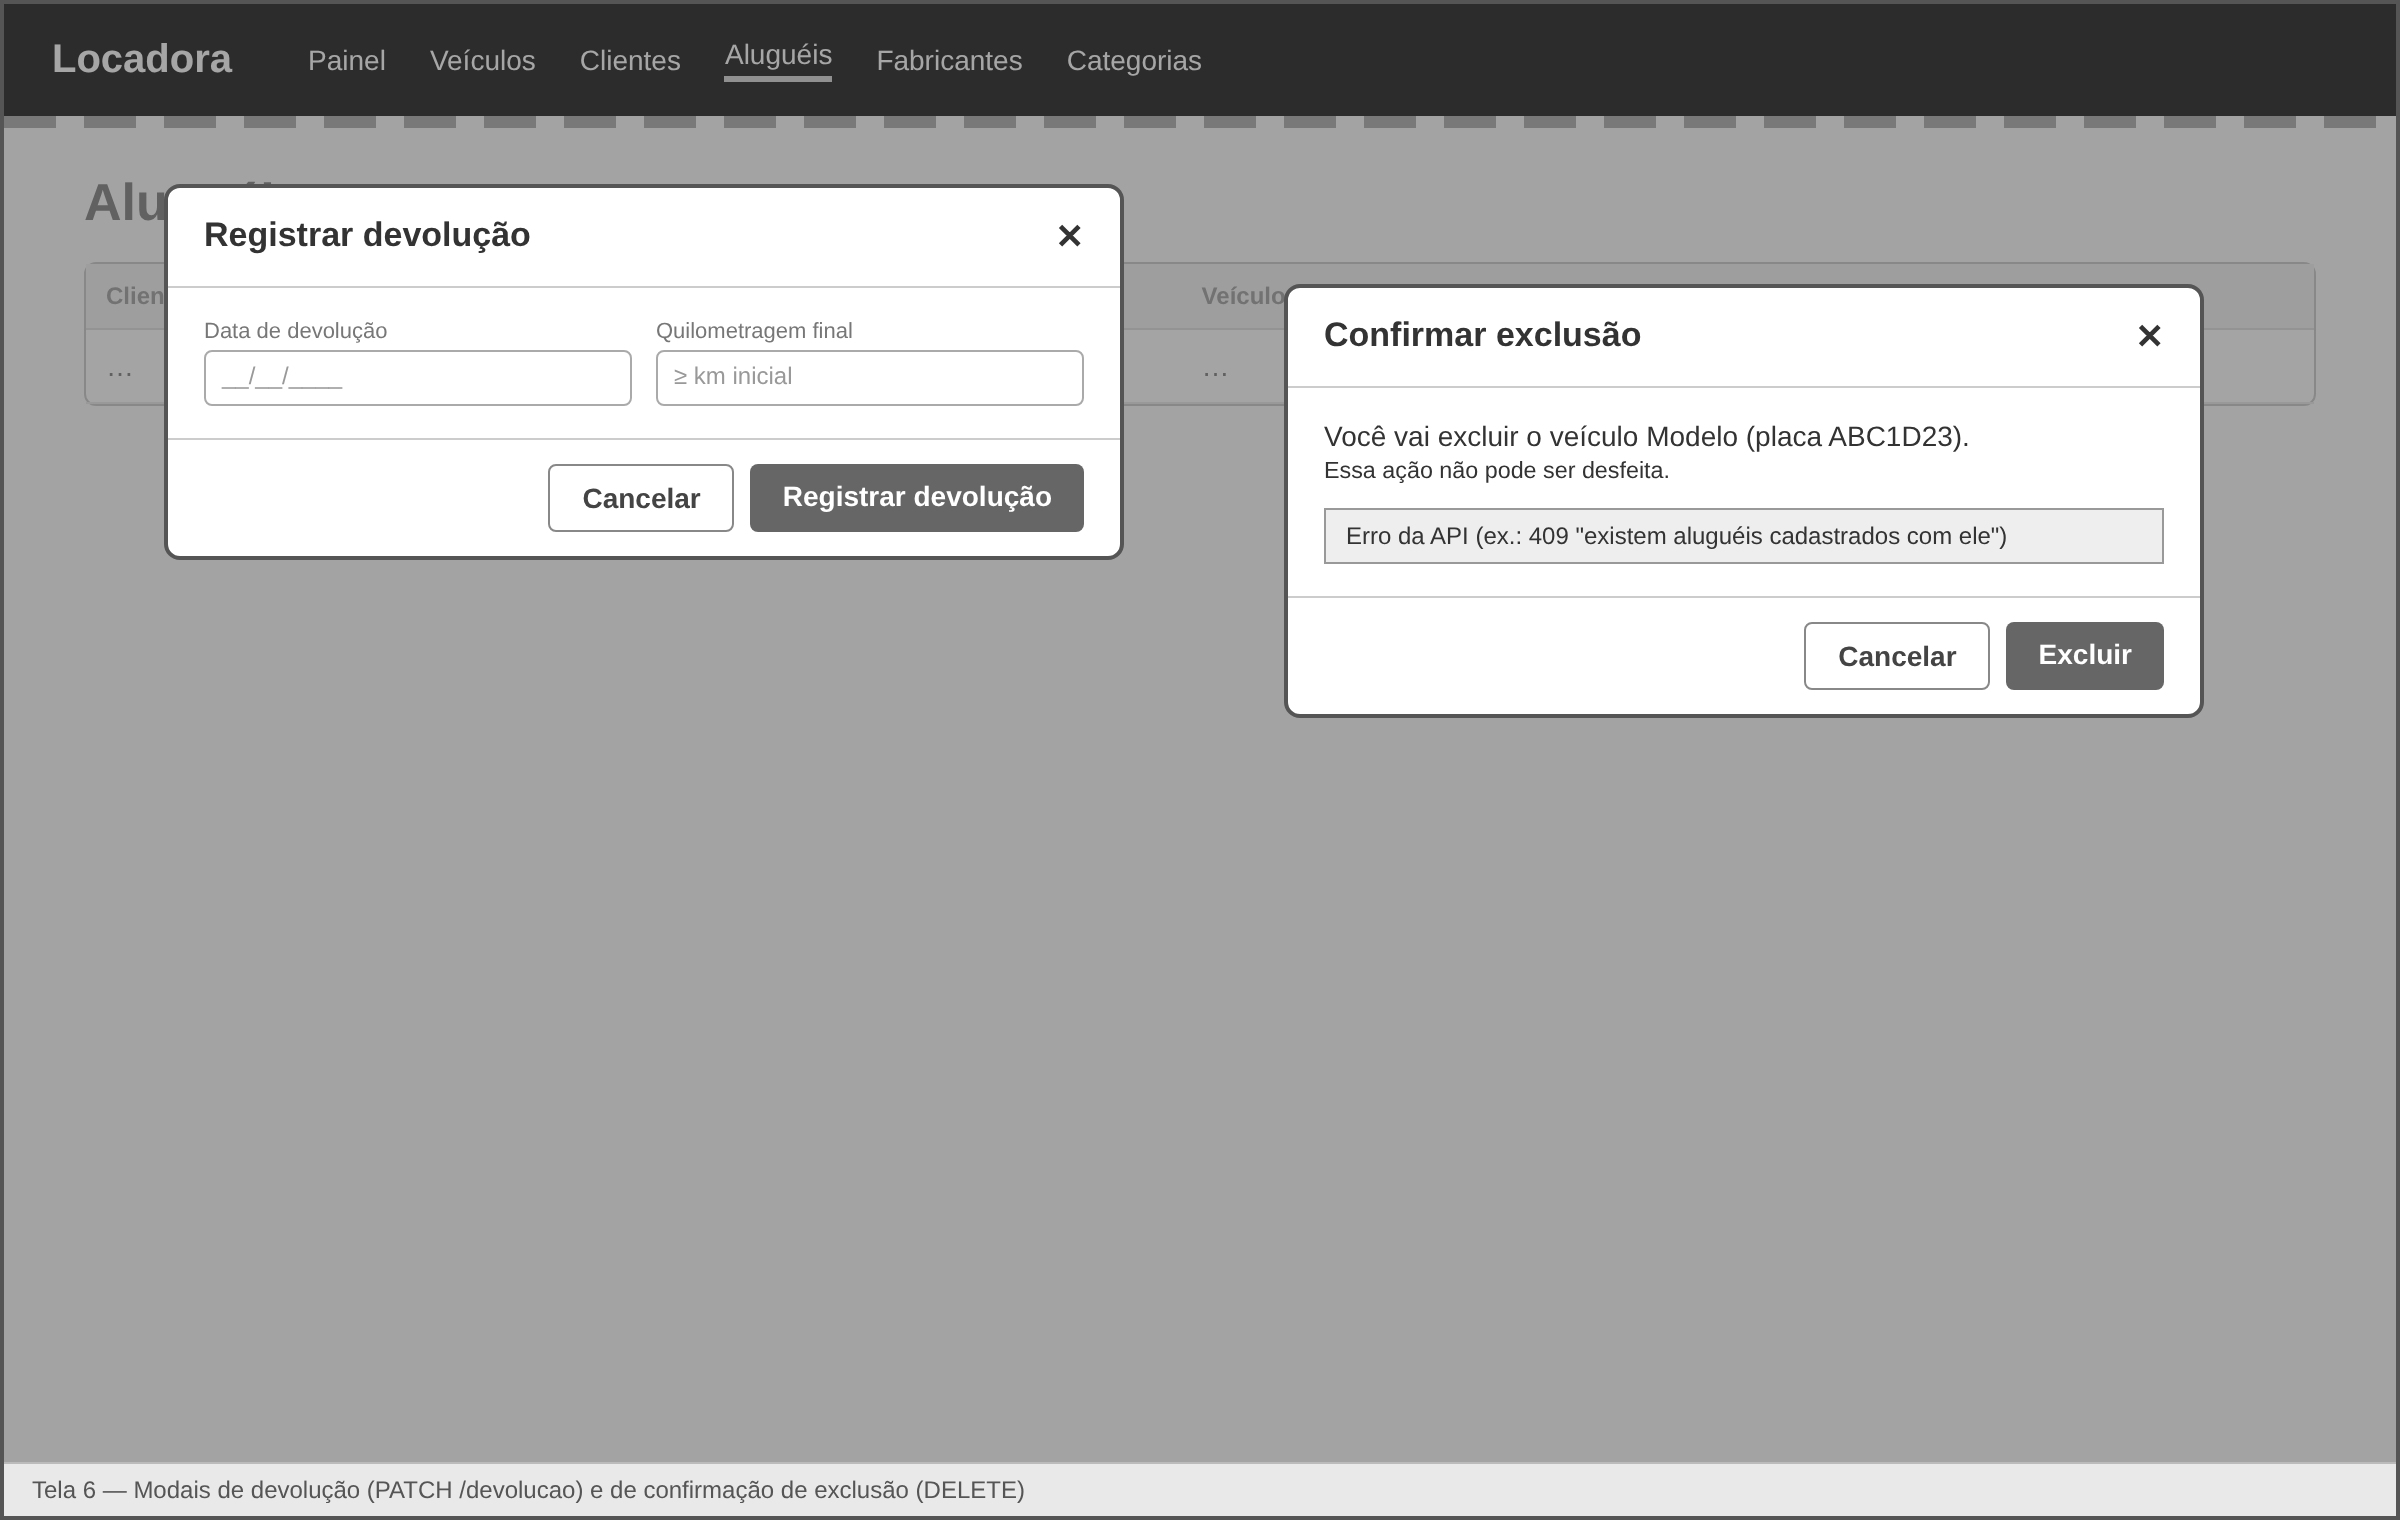 Locadora Painel Veículos Clientes Aluguéis Fabricantes Categorias
Registrar devolução ✕
Data de devolução Quilometragem final
__/__/____ ≥ km inicial
Cancelar Registrar devolução
Veículo
...
...
Confirmar exclusão ✕
Você vai excluir o veículo Modelo (placa ABC1D23).
Essa ação não pode ser desfeita.
Erro da API (ex.: 409 "existem aluguéis cadastrados com ele")
Cancelar Excluir
Tela 6 — Modais de devolução (PATCH /devolucao) e de confirmação de exclusão (DELETE)